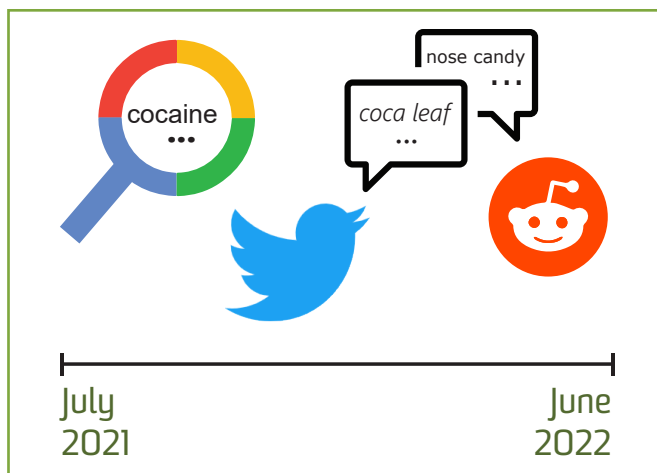 nose candy
...
cocaine
...
coca leaf
...
July
2021
June
2022